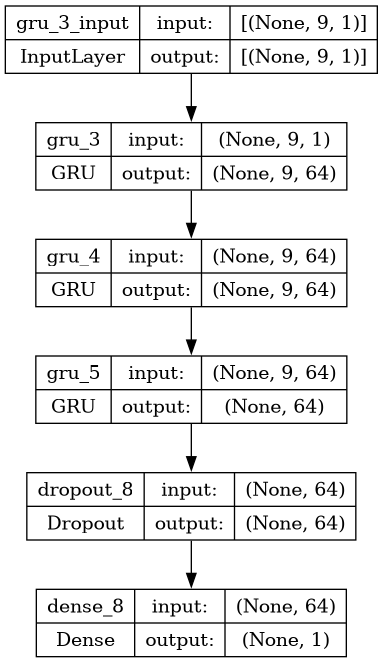 gru_3_input input: [(None, 9, 1)]
InputLayer output: [(None, 9, 1)]
gru_3 input: (None, 9, 1)
GRU output: (None, 9, 64)
gru_4 input: (None, 9, 64)
GRU output: (None, 9, 64)
gru_5 input: (None, 9, 64)
GRU output: (None, 64)
dropout_8 input: (None, 64)
Dropout output: (None, 64)
dense_8 input: (None, 64)
Dense output: (None, 1)